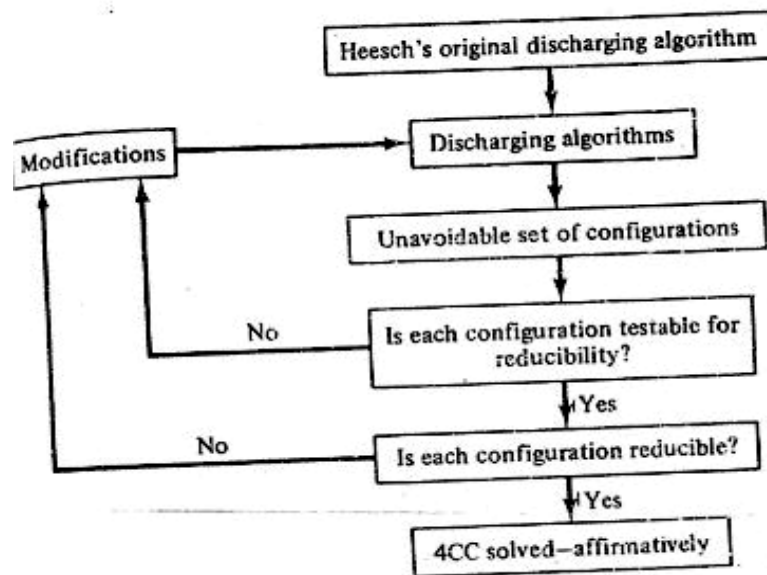 Heesch's original discharging algorithm
Modifications
Discharging algorithms
Unavoidable set of configurations
No
Is each configuration testable for
reducibility?
Yes
No
Is each configuration reducible?
Yes
4CC solved—affirmatively